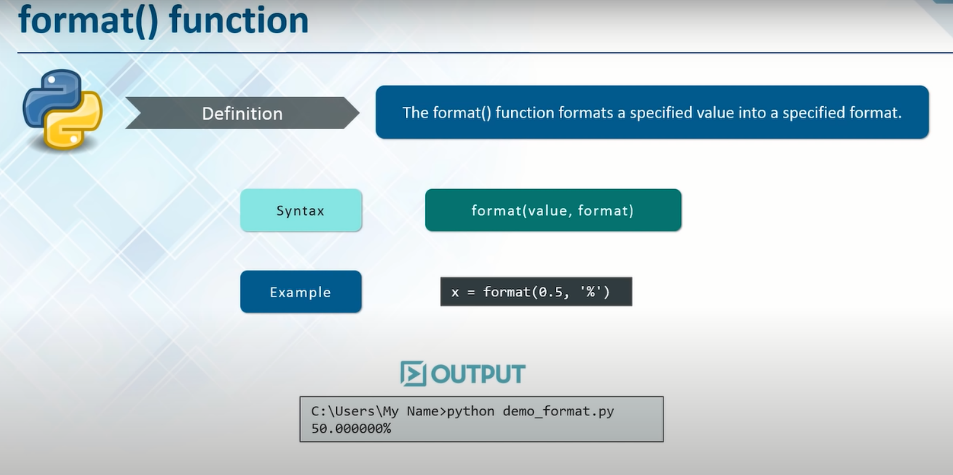 format() function
Definition
The format() function formats a specified value into a specified format.
Syntax
format(value, format)
Example
x = format(0.5, '%')
OUTPUT
C:\Users\My Name>python demo_format.py
50.000000%